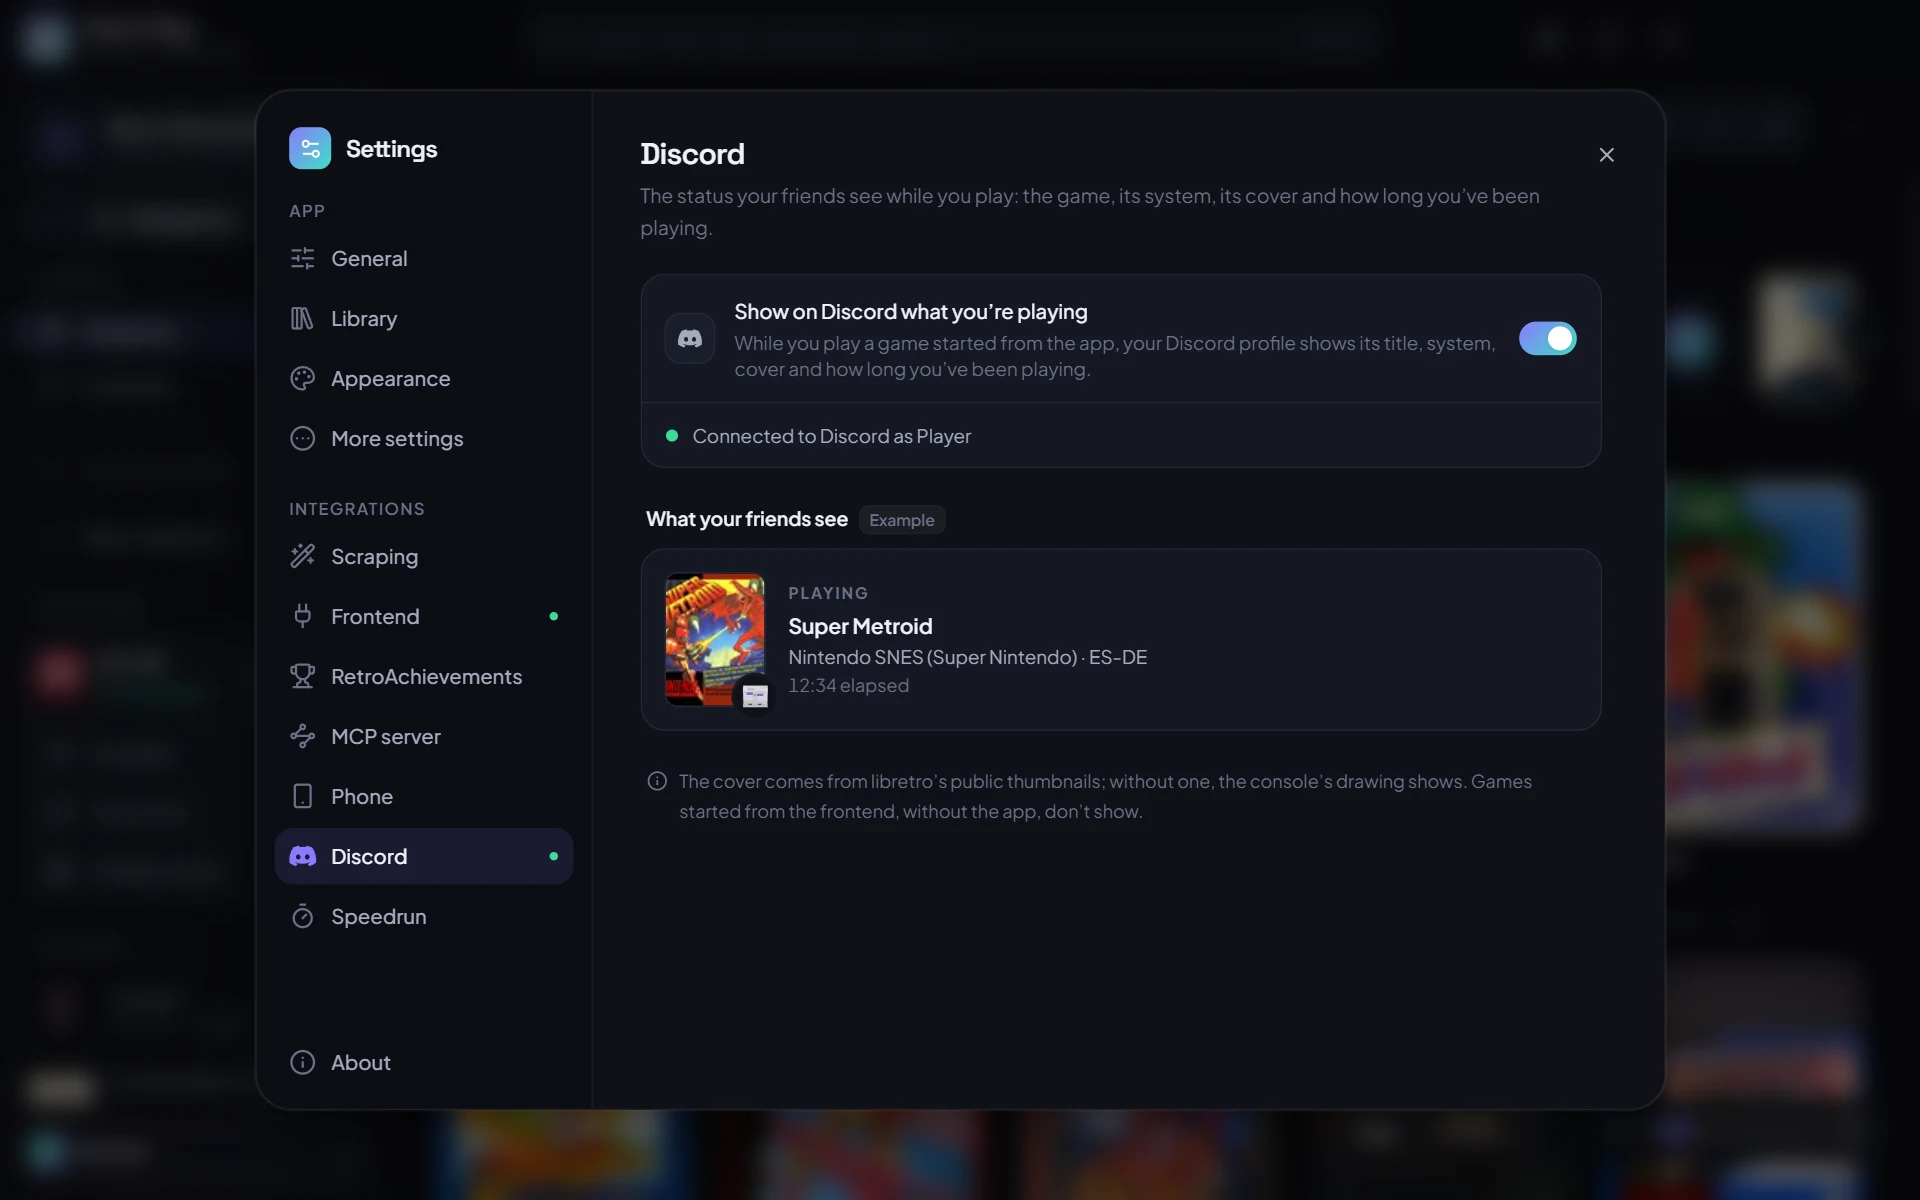 Settings
APP
General
Library
Appearance
More settings
INTEGRATIONS
Scraping
Frontend
RetroAchievements
MCP server
Phone
Discord
Speedrun
About
Discord
The status your friends see while you play: the game, its system, its cover and how long you’ve been
playing.
Show on Discord what you’re playing
While you play a game started from the app, your Discord profile shows its title, system,
cover and how long you’ve been playing.
Connected to Discord as Player
What your friends see
Example
SUPER
METROID
PLAYING
Super Metroid
Nintendo SNES (Super Nintendo) · ES-DE
12:34 elapsed
The cover comes from libretro’s public thumbnails; without one, the console’s drawing shows. Games
started from the frontend, without the app, don’t show.